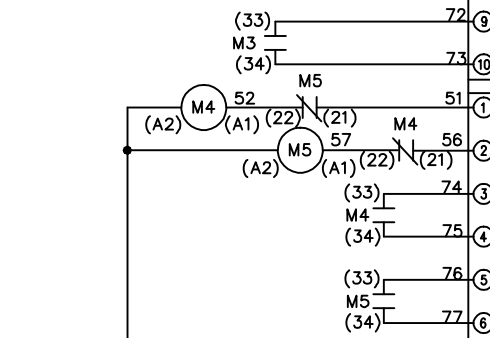 (33) 72 9
M3
(34) 73 10
M5
M4 52 51 1
(A2) (A1) (22) (21)
M4
M5 57 56 2
(A2) (A1) (22) (21)
(33) 74 3
M4
(34) 75 4
(33) 76 5
M5
(34) 77 6